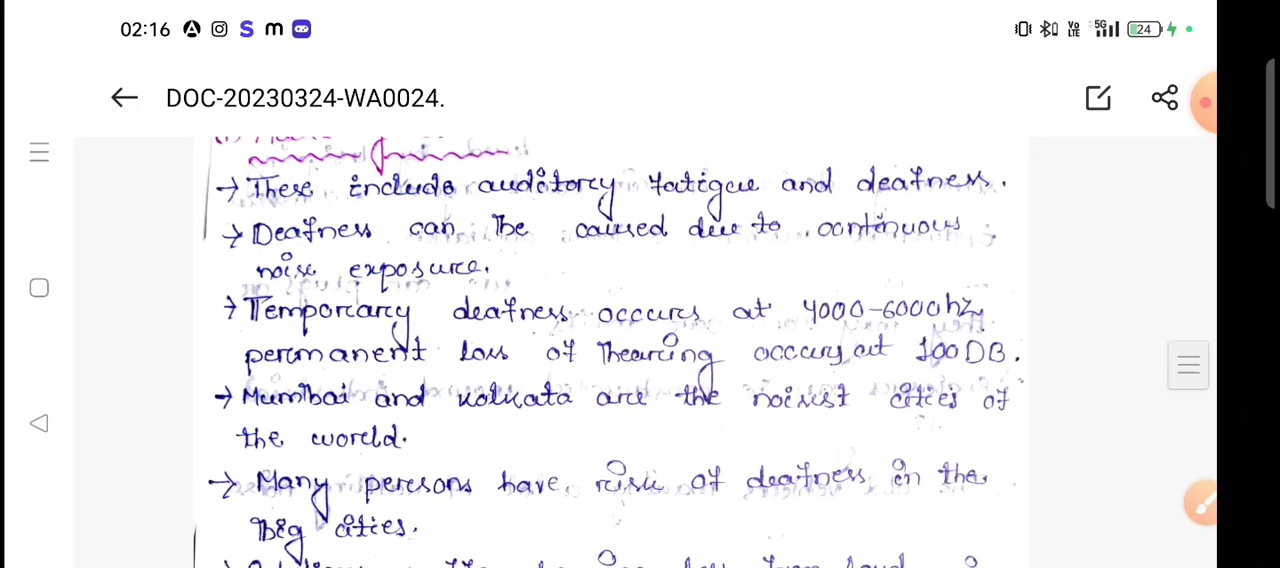 02:16
5G 24
DOC-20230324-WA0024.
→ These include auditory fatigue and deafness.
→ Deafness can be caused due to continuous
noise exposure.
→ Temporary deafness occurs at 4000-6000hz
permanent loss of hearing occurs at 100DB.
→ Mumbai and Kolkata are the noisest cities of
the world.
→ Many persons have risk of deafness in the
big cities.